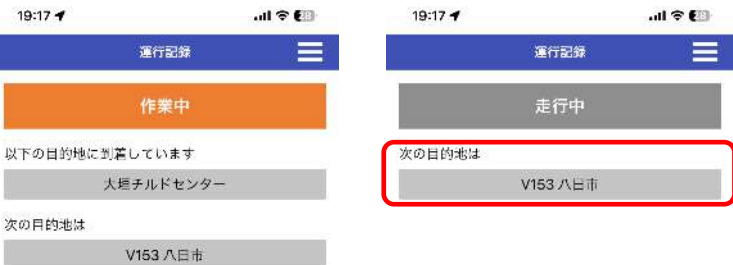 19:17
28
運行記録
作業中
以下の目的地に到着しています
大垣チルドセンター
次の目的地は
V153 八日市
19:17
28
運行記録
走行中
次の目的地は
V153 八日市